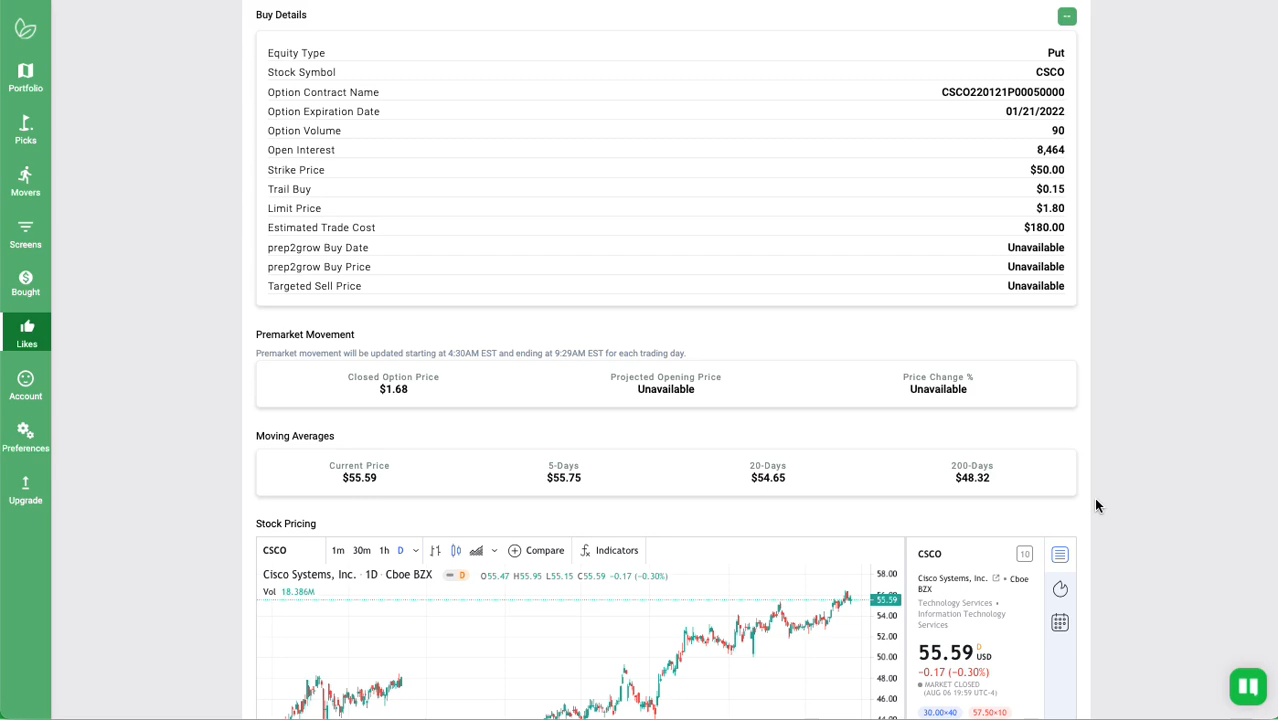 Portfolio
Picks
Movers
Screens
Bought
Likes
Account
Preferences
Upgrade
Buy Details
--
Equity Type Put
Stock Symbol CSCO
Option Contract Name CSCO220121P00050000
Option Expiration Date 01/21/2022
Option Volume 90
Open Interest 8,464
Strike Price $50.00
Trail Buy $0.15
Limit Price $1.80
Estimated Trade Cost $180.00
prep2grow Buy Date Unavailable
prep2grow Buy Price Unavailable
Targeted Sell Price Unavailable
Premarket Movement
Premarket movement will be updated starting at 4:30AM EST and ending at 9:29AM EST for each trading day.
Closed Option Price Projected Opening Price Price Change %
$1.68 Unavailable Unavailable
Moving Averages
Current Price 5-Days 20-Days 200-Days
$55.59 $55.75 $54.65 $48.32
Stock Pricing
CSCO 1m 30m 1h D Compare Indicators
Cisco Systems, Inc. · 1D · Cboe BZX D O55.47 H55.95 L55.15 C55.59 -0.17 (-0.30%)
Vol 18.386M
58.00
55.59
54.00
52.00
50.00
48.00
46.00
CSCO 10
Cisco Systems, Inc. • Cboe
BZX
Technology Services •
Information Technology
Services
55.59 D USD
-0.17 (-0.30%)
MARKET CLOSED
(AUG 06 19:59 UTC-4)
30.00×40 57.50×10